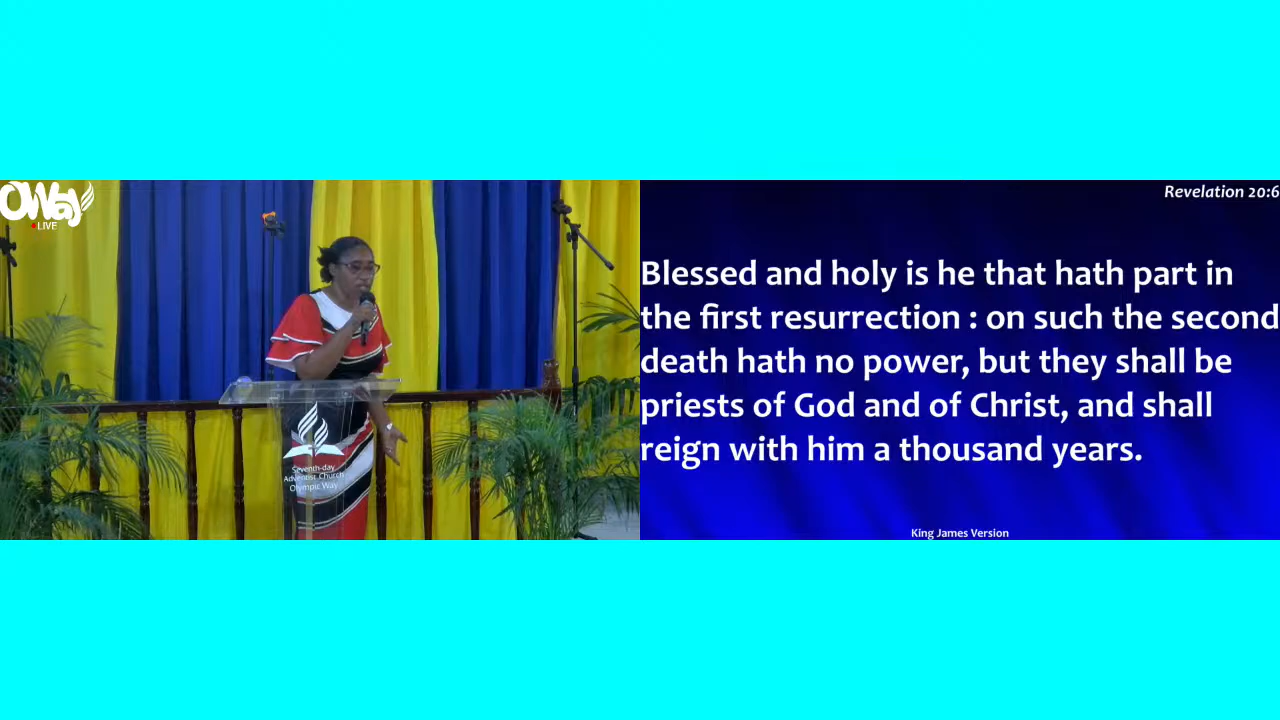 OWay
LIVE
Seventh-day
Adventist Church
Olympic Way
Revelation 20:6
Blessed and holy is he that hath part in
the first resurrection : on such the second
death hath no power, but they shall be
priests of God and of Christ, and shall
reign with him a thousand years.
King James Version